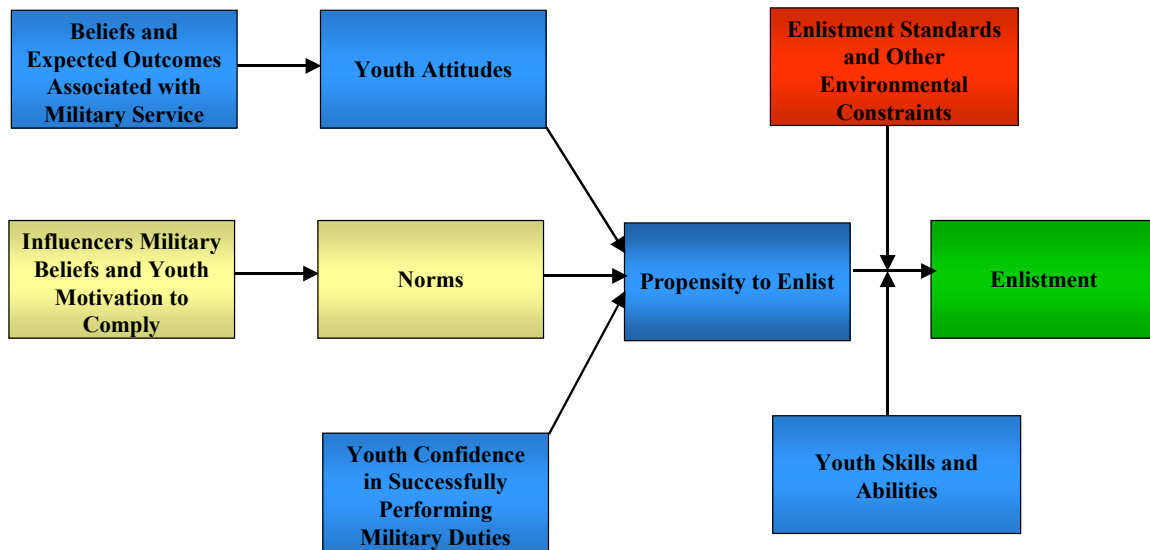 Beliefs and
Expected Outcomes
Associated with
Military Service
Youth Attitudes
Enlistment Standards
and Other
Environmental
Constraints
Influencers Military
Beliefs and Youth
Motivation to
Comply
Norms
Propensity to Enlist
Enlistment
Youth Confidence
in Successfully
Performing
Military Duties
Youth Skills and
Abilities